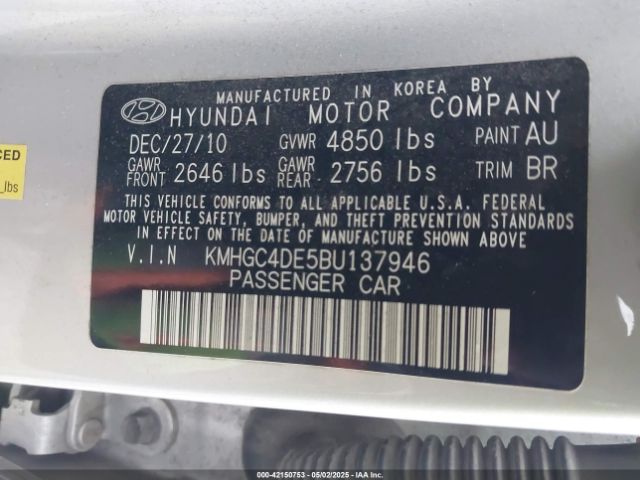 MANUFACTURED IN KOREA BY
HYUNDAI MOTOR COMPANY
DEC/27/10 GVWR 4850 lbs PAINT AU
GAWR FRONT 2646 lbs GAWR REAR 2756 lbs TRIM BR
THIS VEHICLE CONFORMS TO ALL APPLICABLE U.S.A. FEDERAL
MOTOR VEHICLE SAFETY, BUMPER, AND THEFT PREVENTION STANDARDS
IN EFFECT ON THE DATE OF MANUFACTURE SHOWN ABOVE.
V.I.N KMHGC4DE5BU137946
PASSENGER CAR
CED
lbs
000-42150753 - 05/02/2025 - IAA Inc.